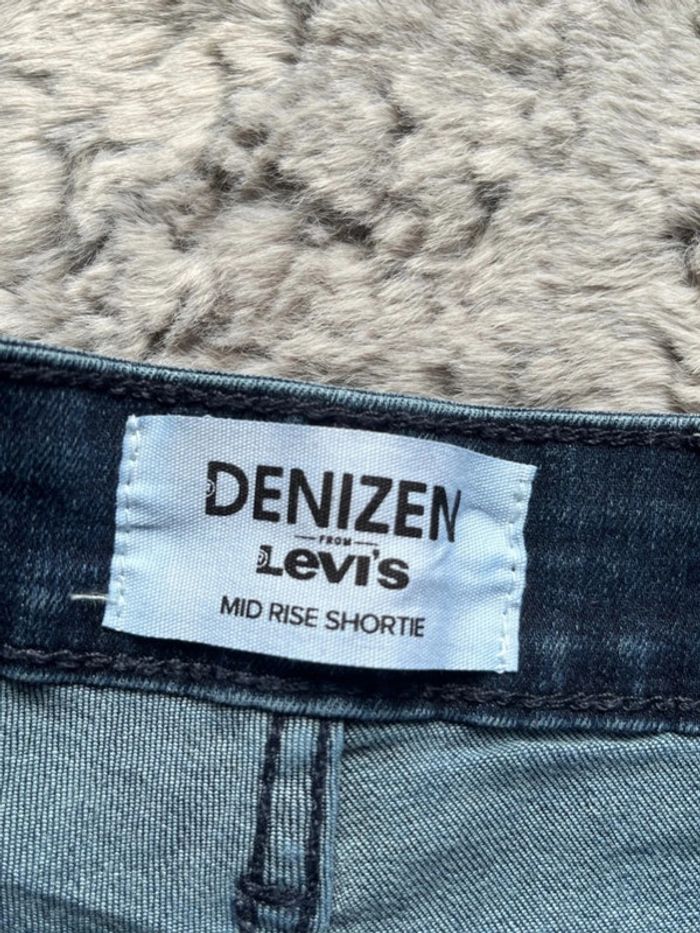 DENIZEN
FROM
Levi's
MID RISE SHORTIE